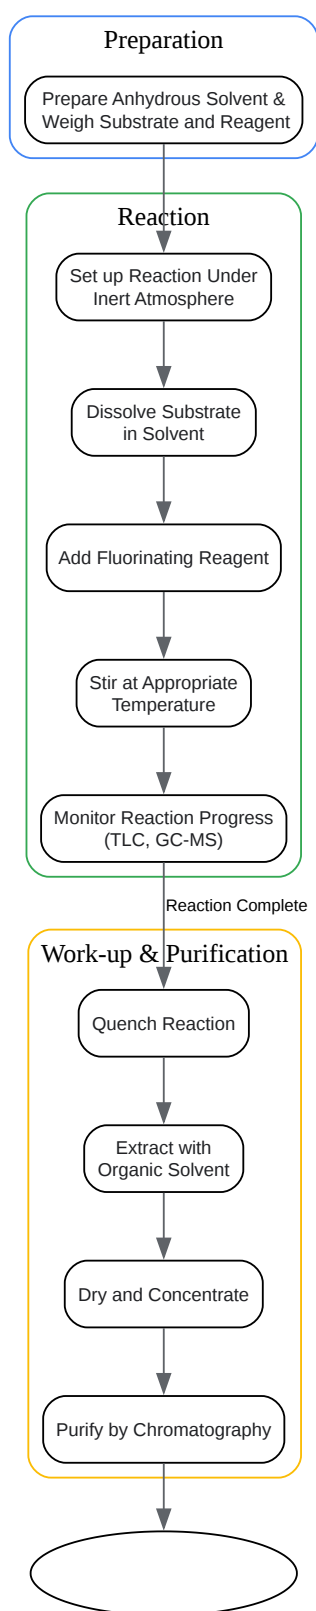 Preparation
Prepare Anhydrous Solvent &
Weigh Substrate and Reagent
Reaction
Set up Reaction Under
Inert Atmosphere
Dissolve Substrate
in Solvent
Add Fluorinating Reagent
Stir at Appropriate
Temperature
Monitor Reaction Progress
(TLC, GC-MS)
Reaction Complete
Work-up & Purification
Quench Reaction
Extract with
Organic Solvent
Dry and Concentrate
Purify by Chromatography